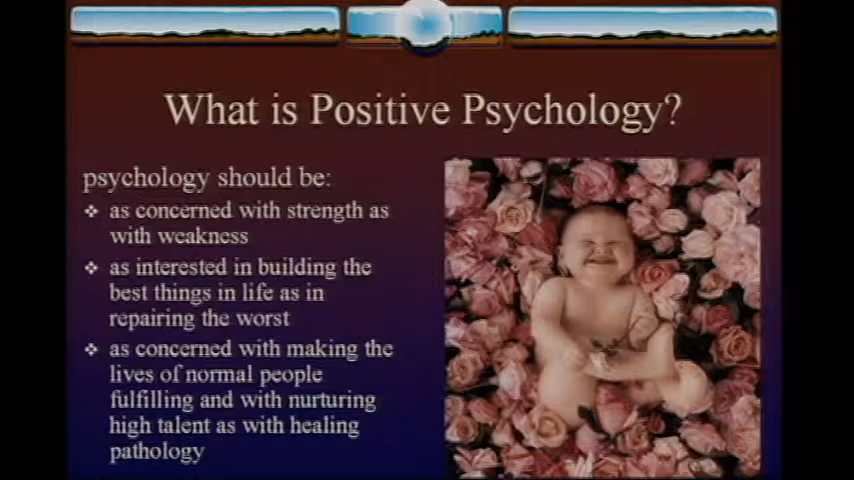 What is Positive Psychology?
psychology should be:
❖ as concerned with strength as
with weakness
❖ as interested in building the
best things in life as in
repairing the worst
❖ as concerned with making the
lives of normal people
fulfilling and with nurturing
high talent as with healing
pathology